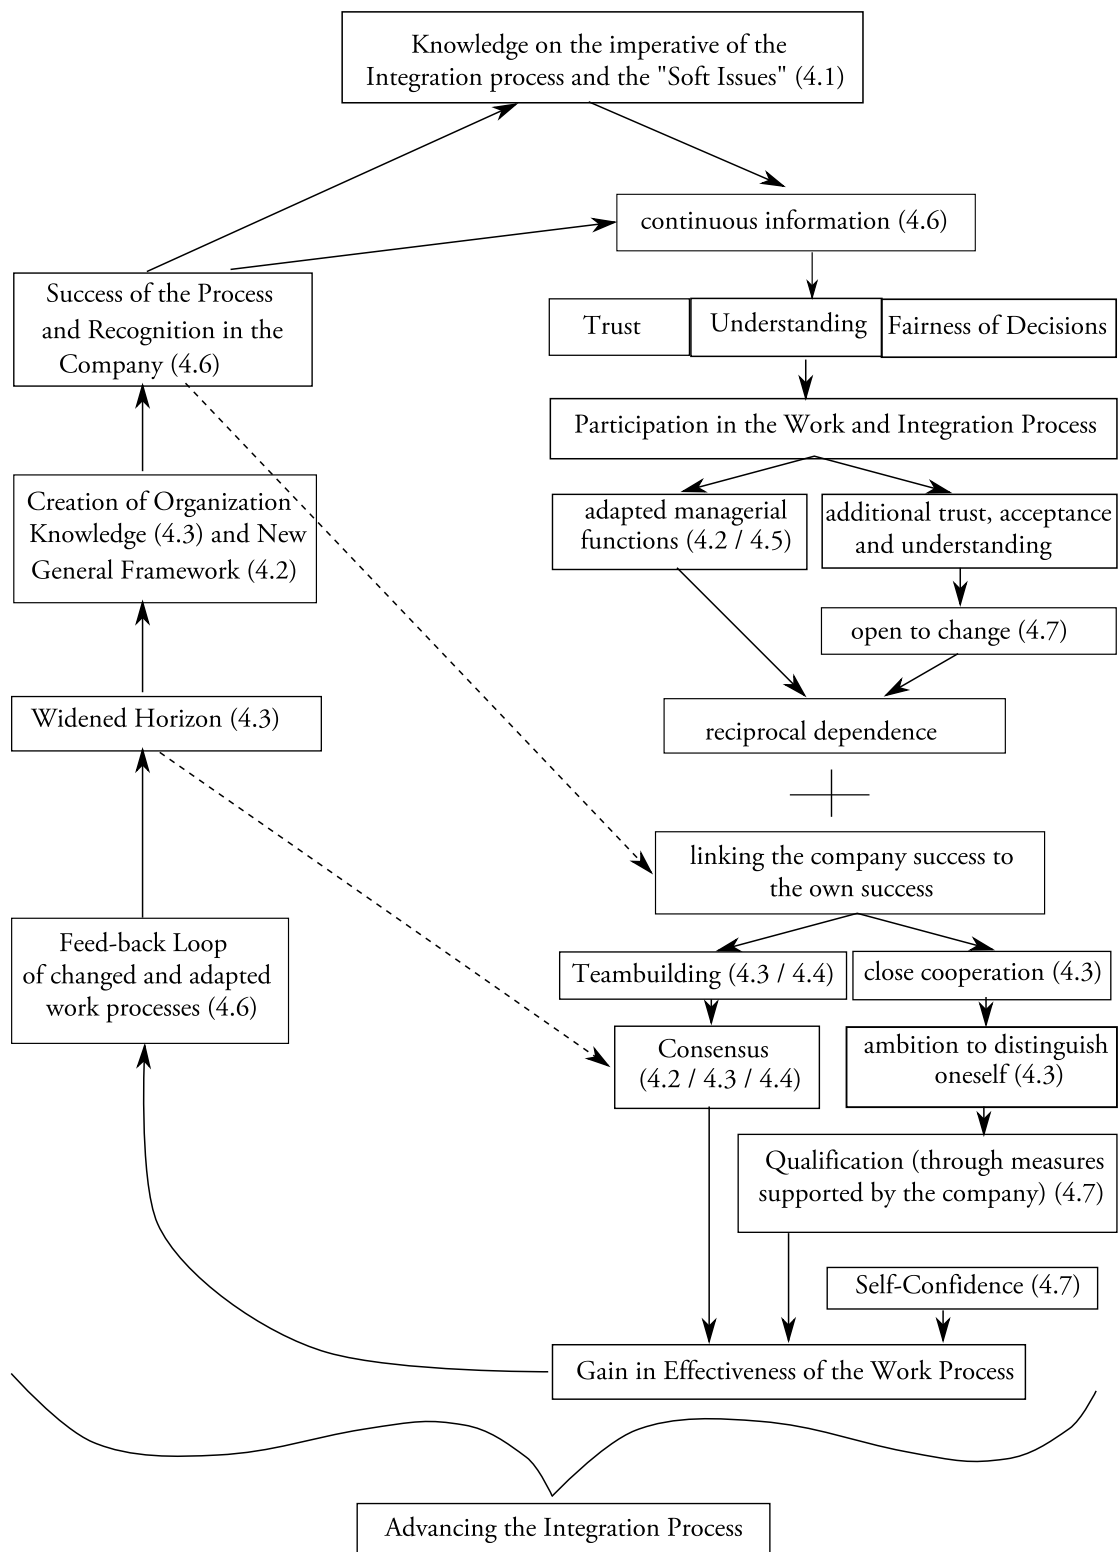 Knowledge on the imperative of the
Integration process and the "Soft Issues" (4.1)
continuous information (4.6)
Success of the Process
and Recognition in the
Company (4.6)
Trust
Understanding
Fairness of Decisions
Participation in the Work and Integration Process
Creation of Organization
Knowledge (4.3) and New
General Framework (4.2)
adapted managerial
functions (4.2 / 4.5)
additional trust, acceptance
and understanding
open to change (4.7)
Widened Horizon (4.3)
reciprocal dependence
linking the company success to
the own success
Feed-back Loop
of changed and adapted
work processes (4.6)
Teambuilding (4.3 / 4.4)
close cooperation (4.3)
Consensus
(4.2 / 4.3 / 4.4)
ambition to distinguish
oneself (4.3)
Qualification (through measures
supported by the company) (4.7)
Self-Confidence (4.7)
Gain in Effectiveness of the Work Process
Advancing the Integration Process